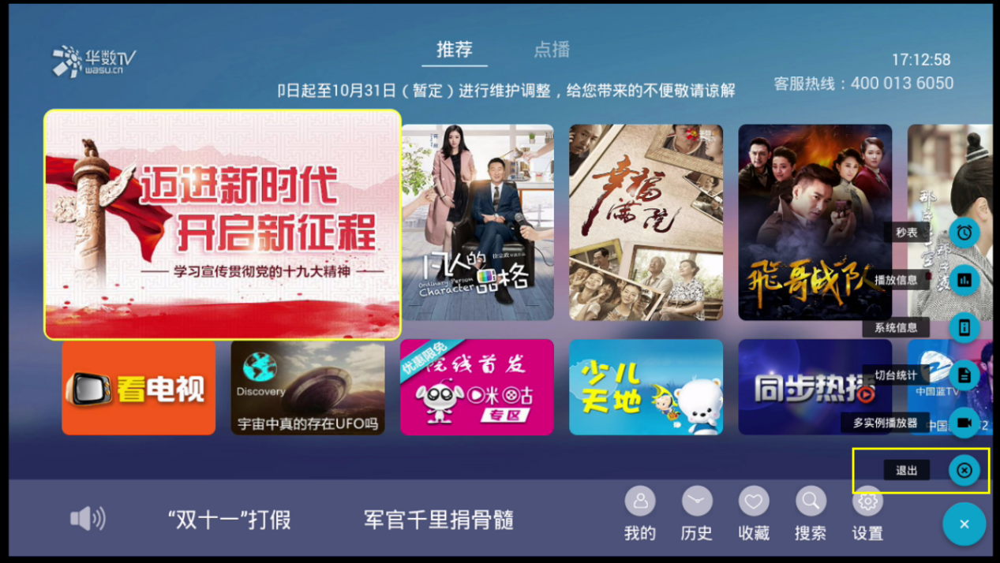 华数TV
wasu.cn
推荐
点播
17:12:58
客服热线：400 013 6050
即日起至10月31日（暂定）进行维护调整，给您带来的不便敬请谅解
迈进新时代
开启新征程
学习宣传贯彻党的十九大精神
凡人的
品格
Ordinary Person
Character
幸福
满院
飛哥战队
秒表
播放信息
系统信息
切台统计
多实例播放器
退出
看电视
Discovery
宇宙中真的存在UFO吗
优惠限免
院线首发
咪咕
专区
少儿
天地
同步热播
中国蓝TV
“双十一”打假
军官千里捐骨髓
我的
历史
收藏
搜索
设置